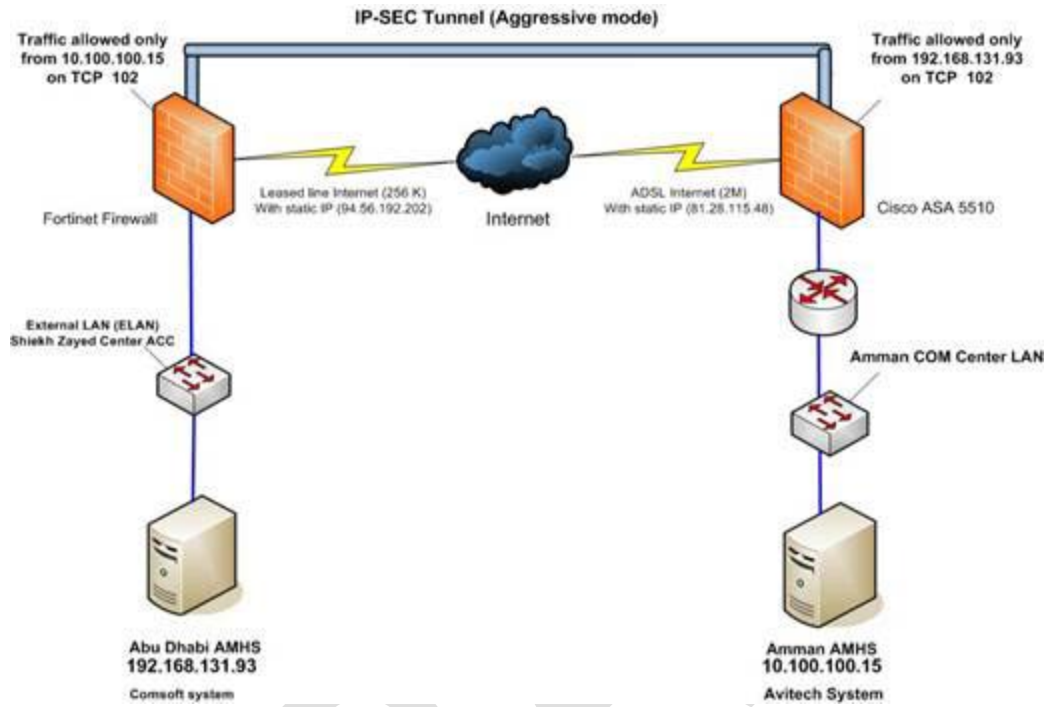 IP-SEC Tunnel (Aggressive mode)
Traffic allowed only
from 10.100.100.15
on TCP 102
Traffic allowed only
from 192.168.131.93
on TCP 102
Leased line Internet (256 K)
With static IP (94.56.192.202)
Internet
ADSL Internet (2M)
With static IP (81.28.115.48)
Fortinet Firewall
Cisco ASA 5510
External LAN (ELAN)
Shiekh Zayed Center ACC
Amman COM Center LAN
Abu Dhabi AMHS
192.168.131.93
Comsoft system
Amman AMHS
10.100.100.15
Avitech System